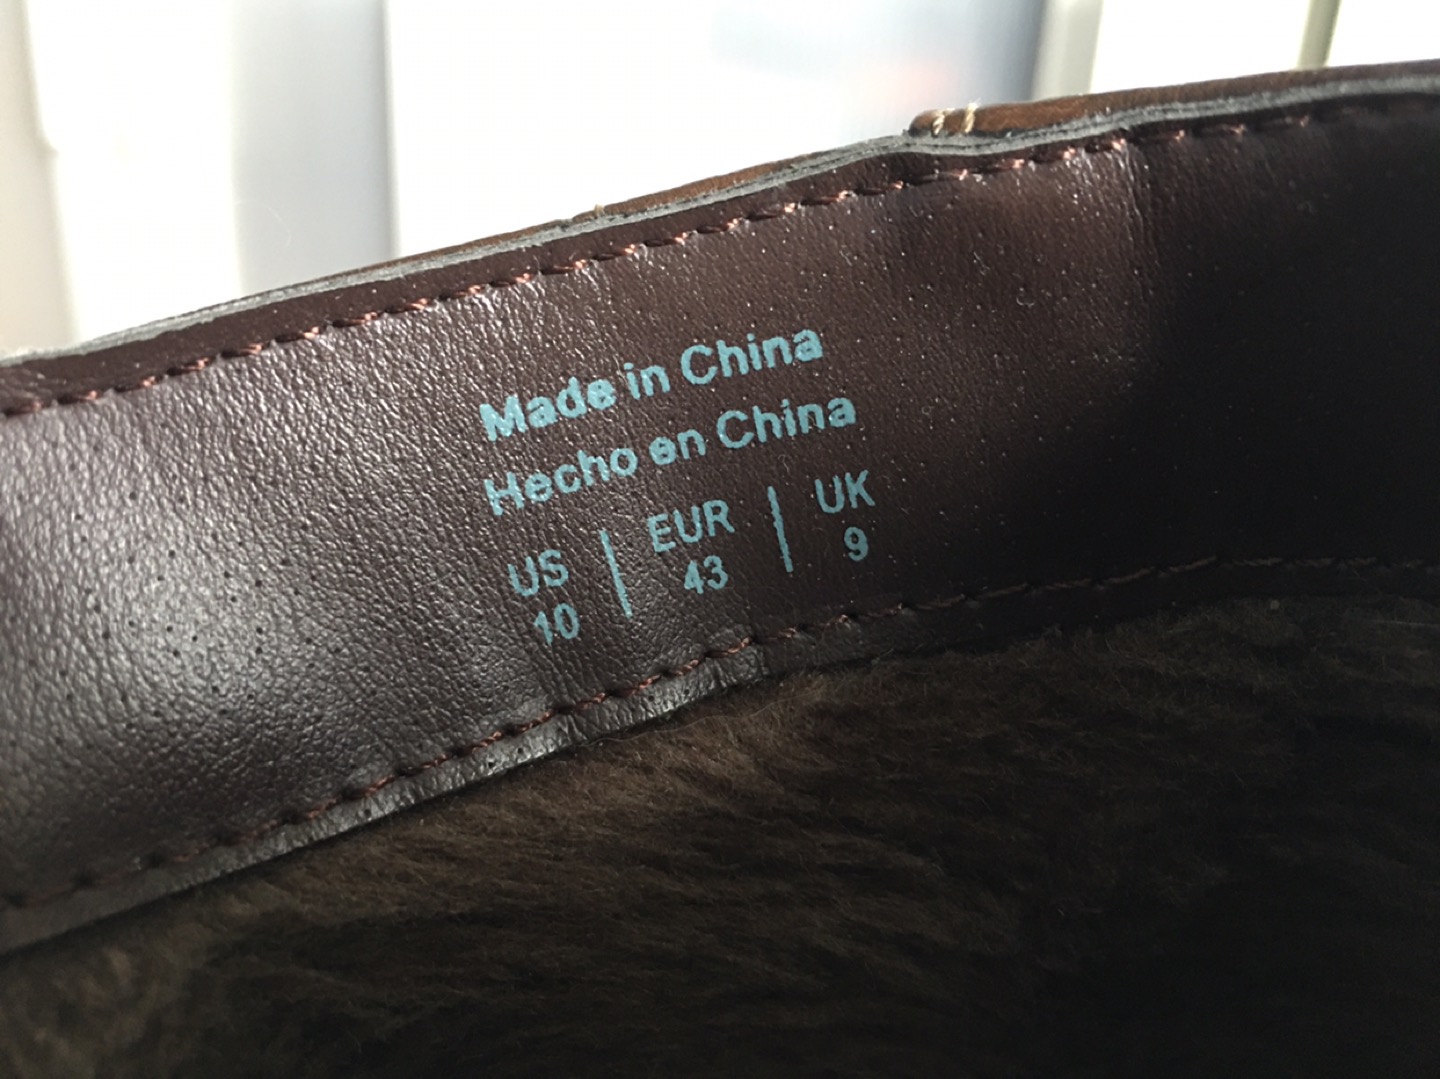 Made in China
Hecho en China
US | EUR | UK
10 | 43 | 9